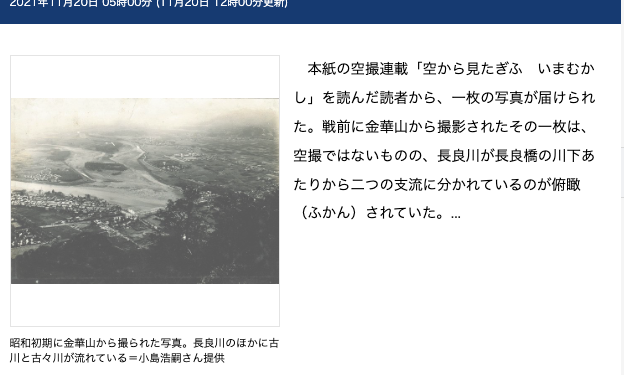 2021年11月20日 05時00分 (11月20日 12時00分更新)
　本紙の空撮連載「空から見たぎふ　いまむか
し」を読んだ読者から、一枚の写真が届けられ
た。戦前に金華山から撮影されたその一枚は、
空撮ではないものの、長良川が長良橋の川下あ
たりから二つの支流に分かれているのが俯瞰
（ふかん）されていた。...
昭和初期に金華山から撮られた写真。長良川のほかに古
川と古々川が流れている＝小島浩嗣さん提供